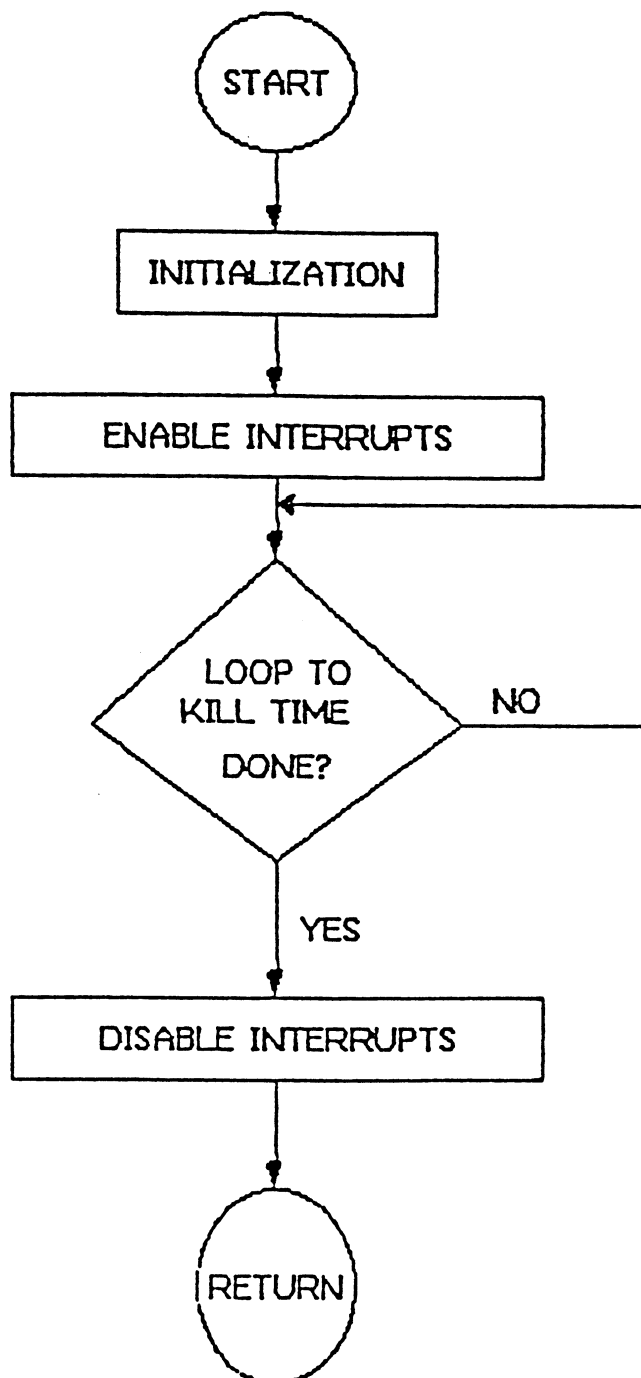 START
INITIALIZATION
ENABLE INTERRUPTS
LOOP TO
KILL TIME
DONE?
NO
YES
DISABLE INTERRUPTS
RETURN